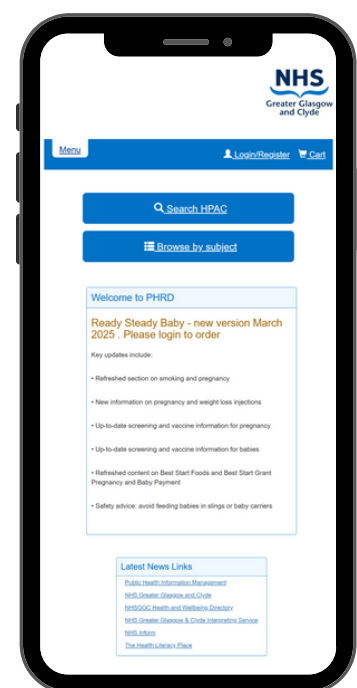 NHS
Greater Glasgow
and Clyde
Menu
Login/Register Cart
Search HPAC
Browse by subject
Welcome to PHRD
Ready Steady Baby - new version March
2025 . Please login to order
Key updates include:
• Refreshed section on smoking and pregnancy
• New information on pregnancy and weight loss injections
• Up-to-date screening and vaccine information for pregnancy
• Up-to-date screening and vaccine information for babies
• Refreshed content on Best Start Foods and Best Start Grant
Pregnancy and Baby Payment
• Safety advice: avoid feeding babies in slings or baby carriers
Latest News Links
Public Health Information Management
NHS Greater Glasgow and Clyde
NHSGGC Health and Wellbeing Directory
NHS Greater Glasgow & Clyde Interpreting Service
NHS Inform
The Health Literacy Place